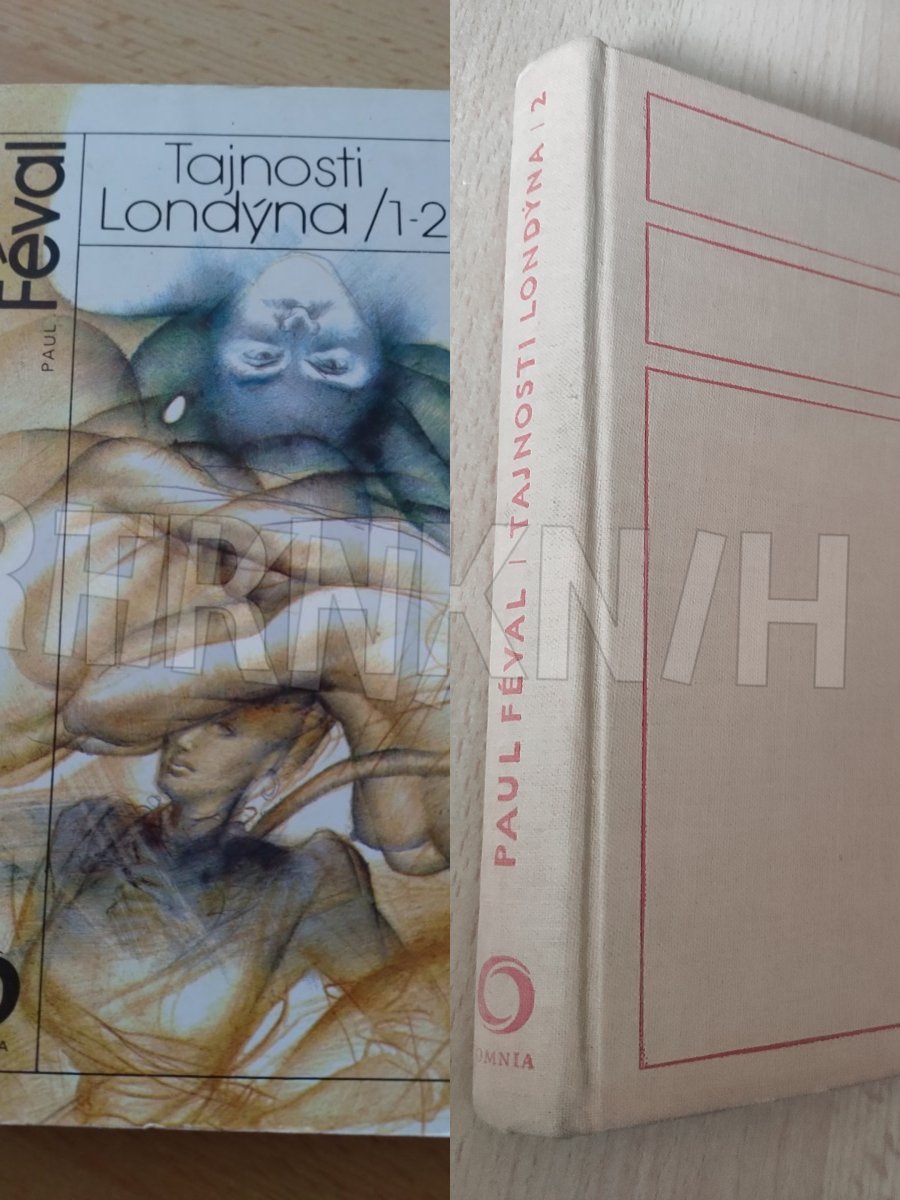 Tajnosti
Londýna /1-2
PAUL Féval
PAUL FÉVAL | TAJNOSTI LONDÝNA | 2
OMNIA